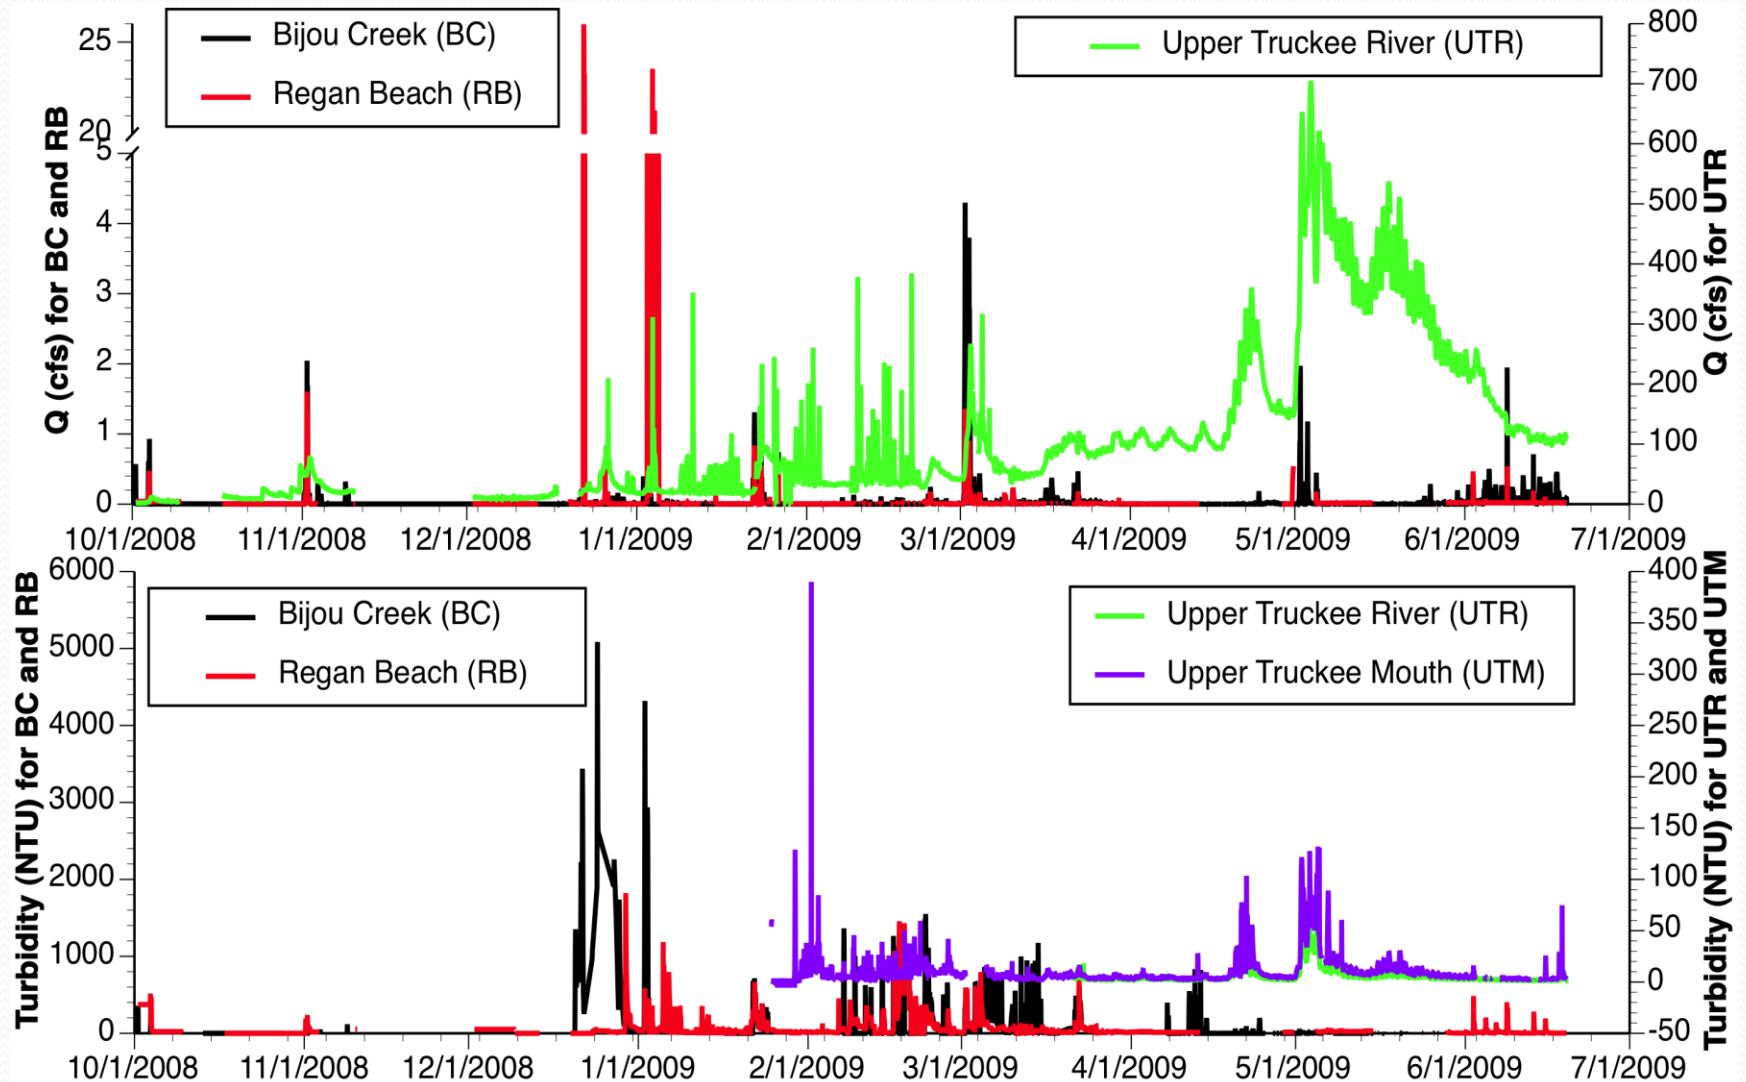 Bijou Creek (BC)
Regan Beach (RB)
Upper Truckee River (UTR)
Q (cfs) for BC and RB
25
20
5
4
3
2
1
0
Q (cfs) for UTR
800
700
600
500
400
300
200
100
0
10/1/2008 11/1/2008 12/1/2008 1/1/2009 2/1/2009 3/1/2009 4/1/2009 5/1/2009 6/1/2009 7/1/2009
Bijou Creek (BC)
Regan Beach (RB)
Upper Truckee River (UTR)
Upper Truckee Mouth (UTM)
Turbidity (NTU) for BC and RB
6000
5000
4000
3000
2000
1000
0
Turbidity (NTU) for UTR and UTM
400
350
300
250
200
150
100
50
0
-50
10/1/2008 11/1/2008 12/1/2008 1/1/2009 2/1/2009 3/1/2009 4/1/2009 5/1/2009 6/1/2009 7/1/2009